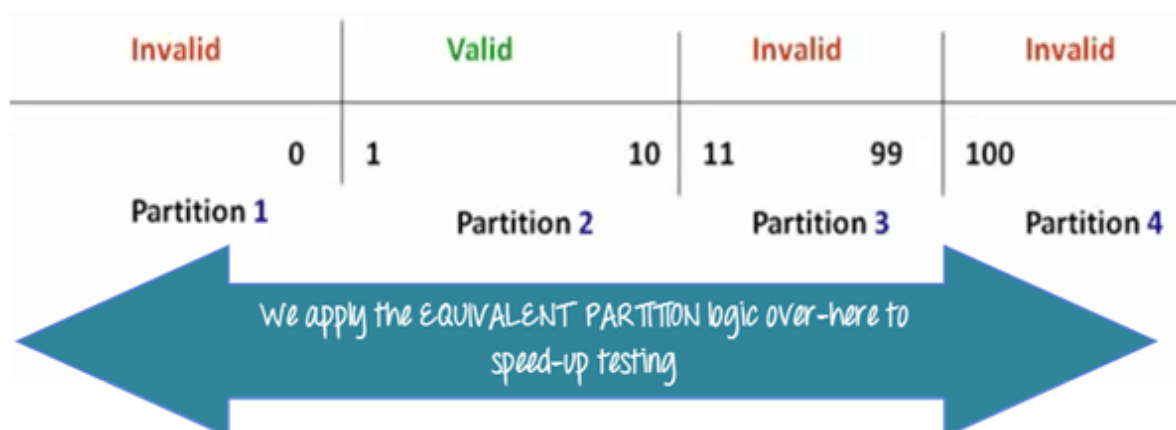 Invalid Valid Invalid Invalid
0 1 10 11 99 100
Partition 1 Partition 2 Partition 3 Partition 4
We apply the EQUIVALENT PARTITION logic over-here to
speed-up testing